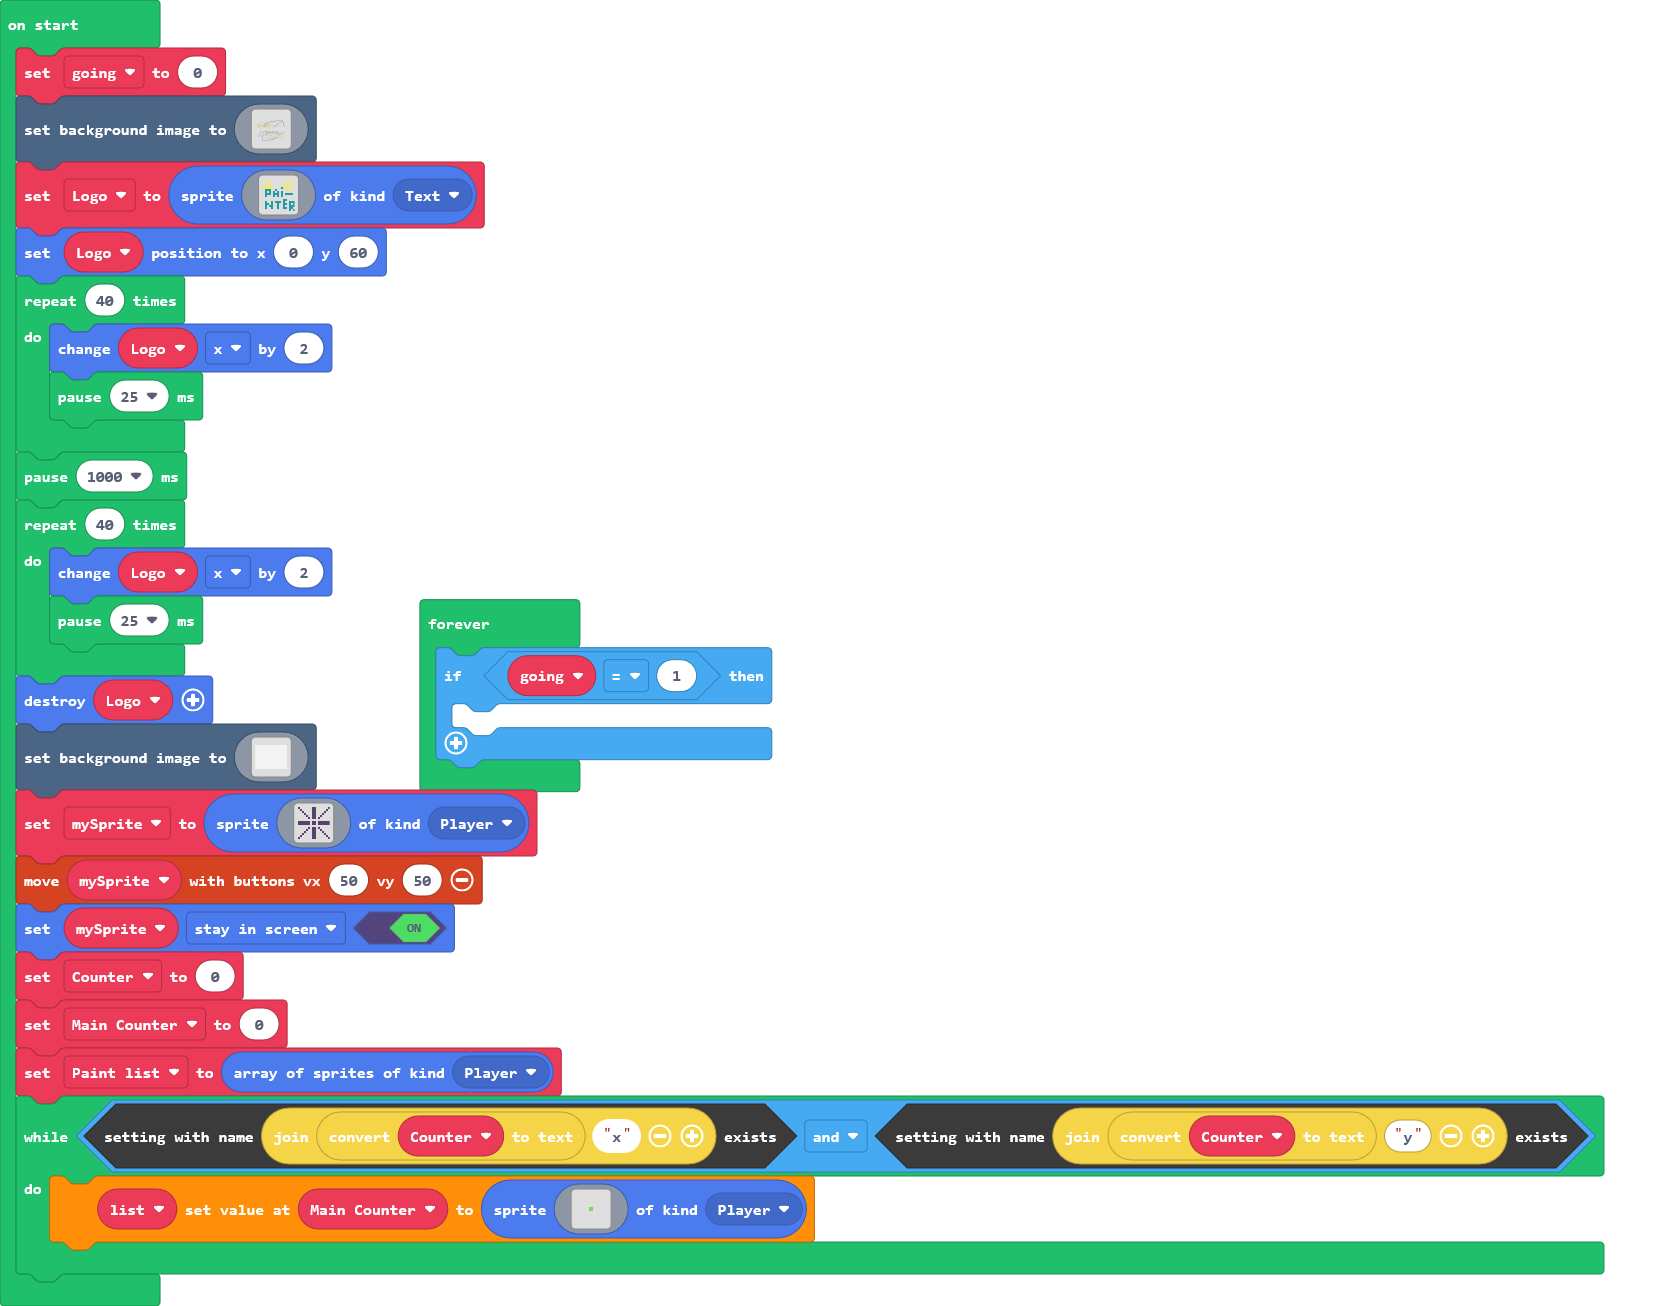 on start
set going to 0
set background image to
set Logo to sprite PAI-NTER of kind Text
set Logo position to x 0 y 60
repeat 40 times
do change Logo x by 2
pause 25 ms
pause 1000 ms
repeat 40 times
do change Logo x by 2
pause 25 ms
destroy Logo
set background image to
set mySprite to sprite of kind Player
move mySprite with buttons vx 50 vy 50
set mySprite stay in screen ON
set Counter to 0
set Main Counter to 0
set Paint list to array of sprites of kind Player
while setting with name join convert Counter to text "x" exists and setting with name join convert Counter to text "y" exists
do list set value at Main Counter to sprite of kind Player
forever
if going = 1 then